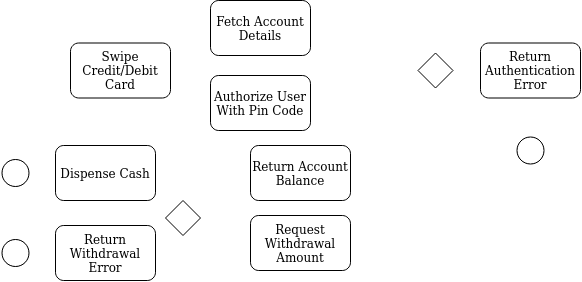 Fetch Account
Details
Swipe
Credit/Debit
Card
Return
Authentication
Error
Authorize User
With Pin Code
Dispense Cash
Return Account
Balance
Return
Withdrawal
Error
Request
Withdrawal
Amount